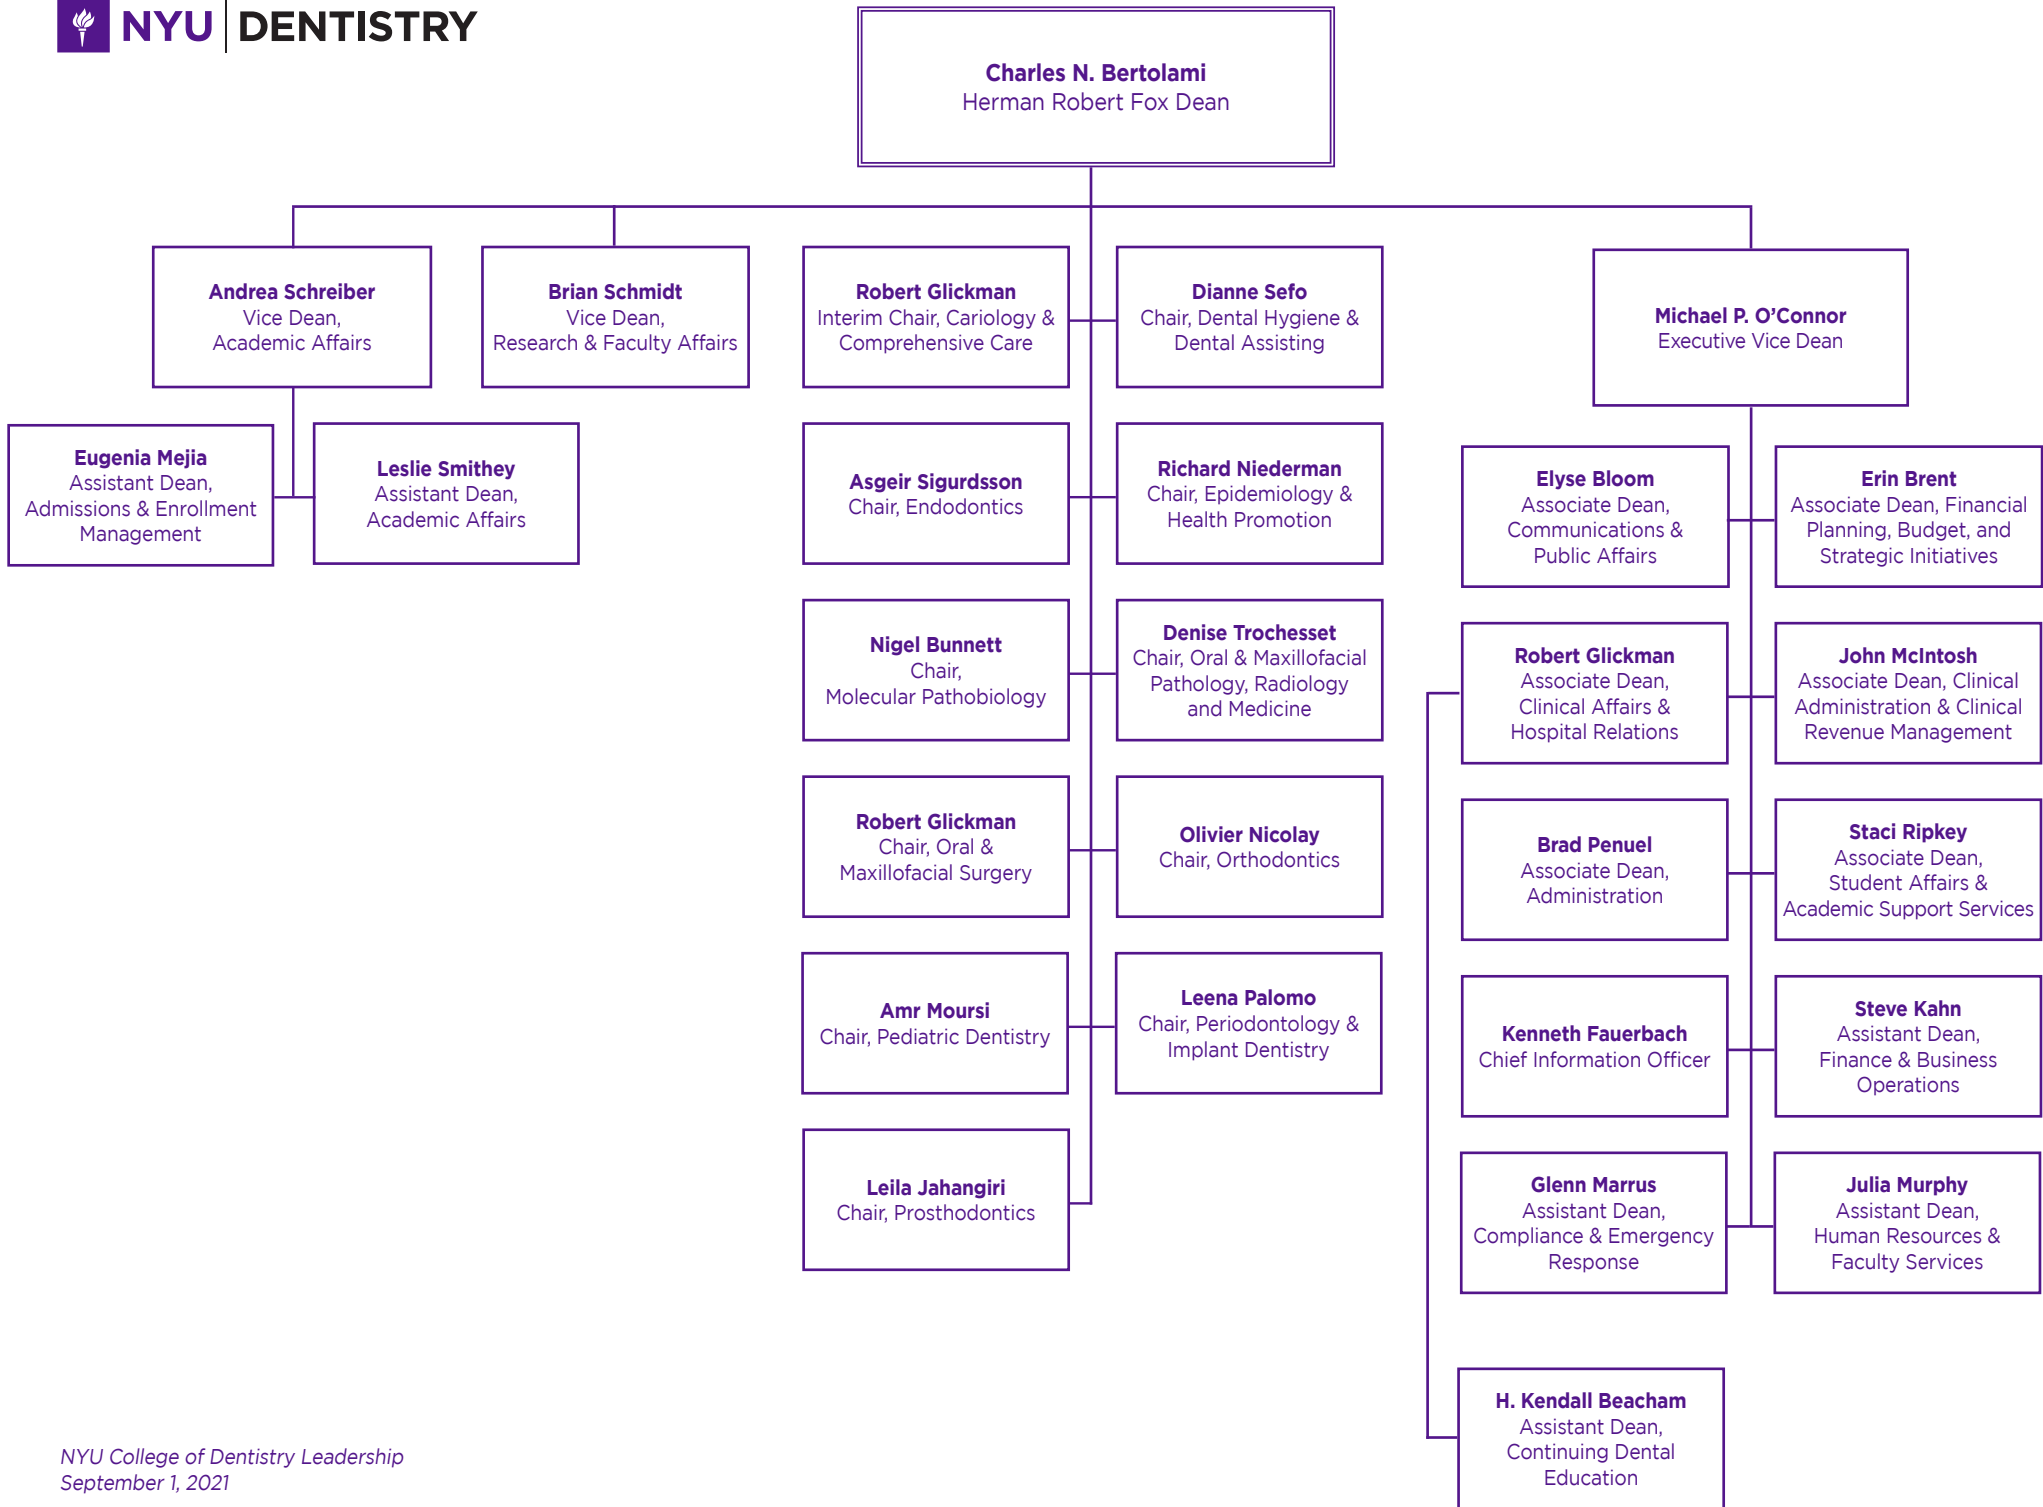 NYU DENTISTRY
Charles N. Bertolami
Herman Robert Fox Dean
Andrea Schreiber
Vice Dean,
Academic Affairs
Brian Schmidt
Vice Dean,
Research & Faculty Affairs
Eugenia Mejia
Assistant Dean,
Admissions & Enrollment
Management
Leslie Smithey
Assistant Dean,
Academic Affairs
Robert Glickman
Interim Chair, Cariology &
Comprehensive Care
Dianne Sefo
Chair, Dental Hygiene &
Dental Assisting
Asgeir Sigurdsson
Chair, Endodontics
Richard Niederman
Chair, Epidemiology &
Health Promotion
Nigel Bunnett
Chair,
Molecular Pathobiology
Denise Trochesset
Chair, Oral & Maxillofacial
Pathology, Radiology
and Medicine
Robert Glickman
Chair, Oral &
Maxillofacial Surgery
Olivier Nicolay
Chair, Orthodontics
Amr Moursi
Chair, Pediatric Dentistry
Leena Palomo
Chair, Periodontology &
Implant Dentistry
Leila Jahangiri
Chair, Prosthodontics
Michael P. O’Connor
Executive Vice Dean
Elyse Bloom
Associate Dean,
Communications &
Public Affairs
Erin Brent
Associate Dean, Financial
Planning, Budget, and
Strategic Initiatives
Robert Glickman
Associate Dean,
Clinical Affairs &
Hospital Relations
John McIntosh
Associate Dean, Clinical
Administration & Clinical
Revenue Management
Brad Penuel
Associate Dean,
Administration
Staci Ripkey
Associate Dean,
Student Affairs &
Academic Support Services
Kenneth Fauerbach
Chief Information Officer
Steve Kahn
Assistant Dean,
Finance & Business
Operations
Glenn Marrus
Assistant Dean,
Compliance & Emergency
Response
Julia Murphy
Assistant Dean,
Human Resources &
Faculty Services
H. Kendall Beacham
Assistant Dean,
Continuing Dental
Education
NYU College of Dentistry Leadership
September 1, 2021